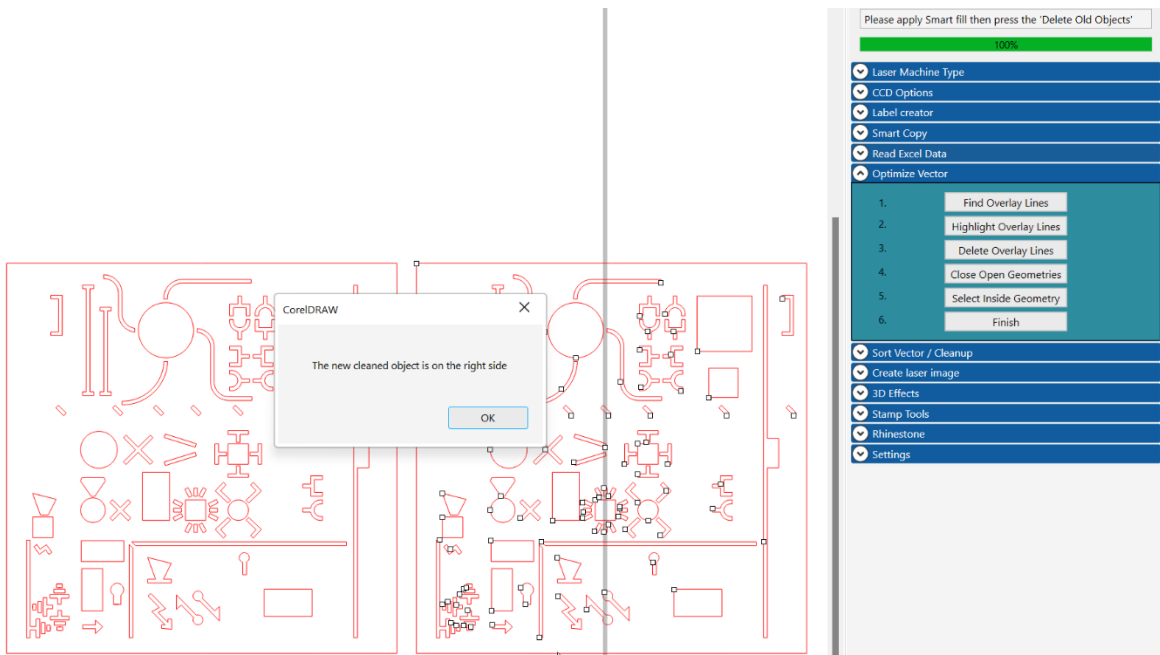 Please apply Smart fill then press the 'Delete Old Objects'
100%
Laser Machine Type
CCD Options
Label creator
Smart Copy
Read Excel Data
Optimize Vector
1. Find Overlay Lines
2. Highlight Overlay Lines
3. Delete Overlay Lines
4. Close Open Geometries
5. Select Inside Geometry
6. Finish
Sort Vector / Cleanup
Create laser image
3D Effects
Stamp Tools
Rhinestone
Settings
CorelDRAW
The new cleaned object is on the right side
OK